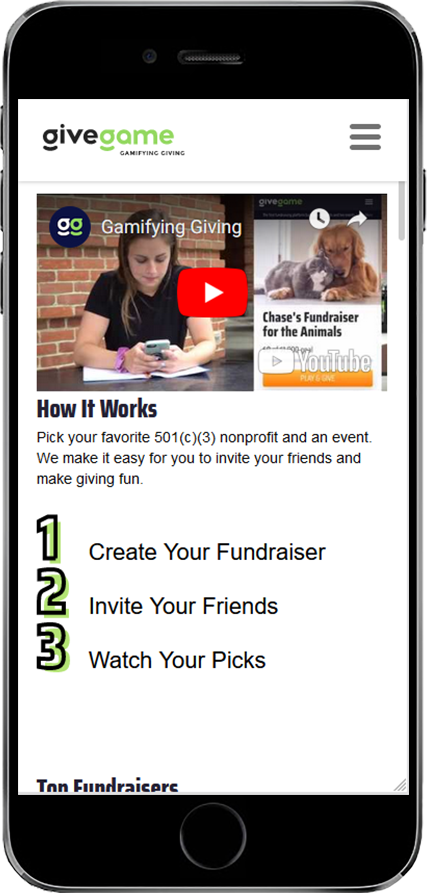 givegame
GAMIFYING GIVING
gg Gamifying Giving
givegame
Chase's Fundraiser
for the Animals
YouTube
PLAY & GIVE
How It Works
Pick your favorite 501(c)(3) nonprofit and an event.
We make it easy for you to invite your friends and
make giving fun.
1 Create Your Fundraiser
2 Invite Your Friends
3 Watch Your Picks
Top Fundraisers